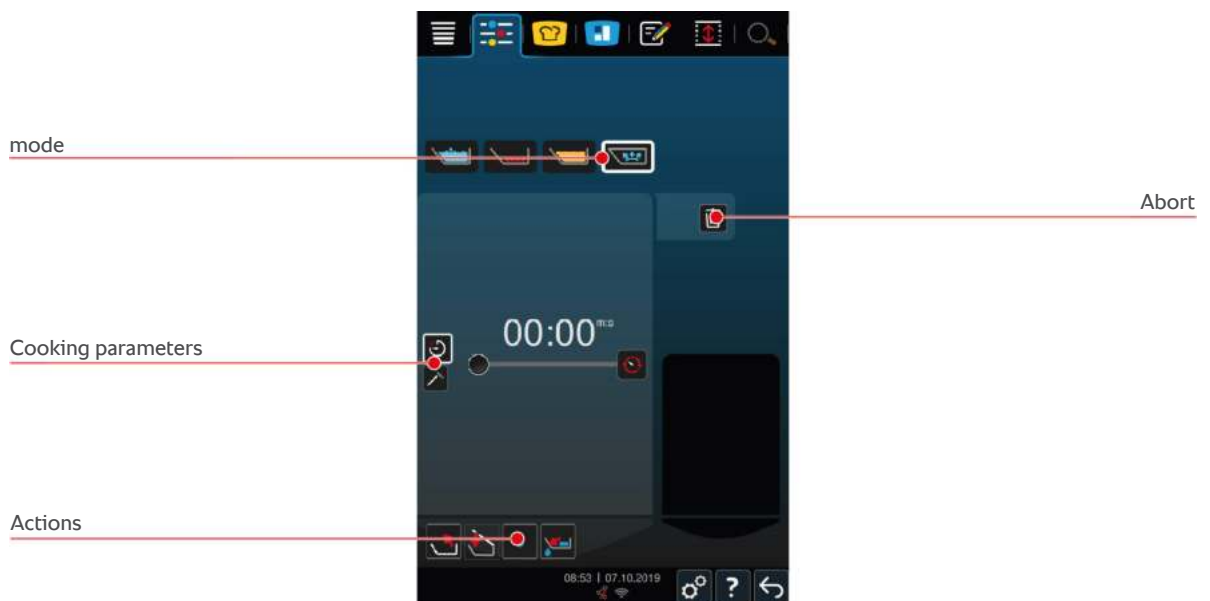 mode
Abort
00:00 m:s
Cooking parameters
Actions
08:53 | 07.10.2019
?